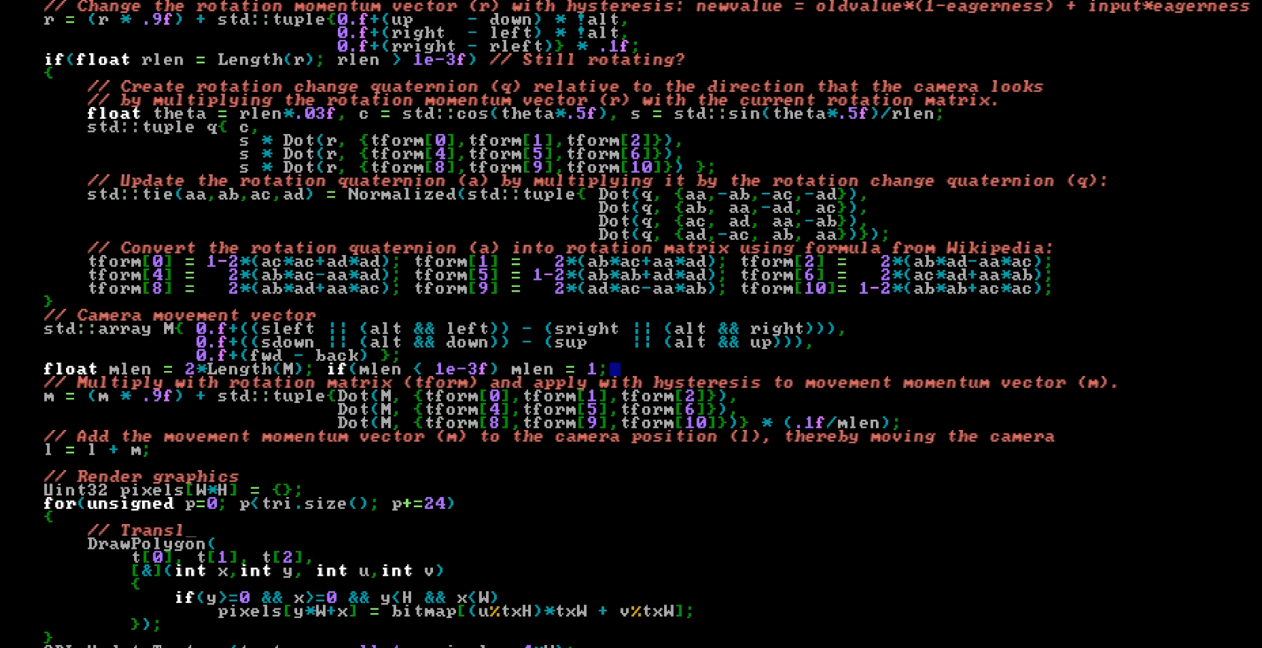 // Change the rotation momentum vector (r) with hysteresis: newvalue = oldvalue*(1-eagerness) + input*eagerness
r = (r * .9f) + std::tuple{0.f+(up      - down) * !alt,
                           0.f+(right  - left) * !alt,
                           0.f+(rright - rleft)} * .1f;
if(float rlen = Length(r); rlen > 1e-3f) // Still rotating?
{
    // Create rotation change quaternion (q) relative to the direction that the camera looks
    // by multiplying the rotation momentum vector (r) with the current rotation matrix.
    float theta = rlen*.03f, c = std::cos(theta*.5f), s = std::sin(theta*.5f)/rlen;
    std::tuple q{ c,
                  s * Dot(r, {tform[0],tform[1],tform[2]}),
                  s * Dot(r, {tform[4],tform[5],tform[6]}),
                  s * Dot(r, {tform[8],tform[9],tform[10]}) };
    // Update the rotation quaternion (a) by multiplying it by the rotation change quaternion (q):
    std::tie(aa,ab,ac,ad) = Normalized(std::tuple{ Dot(q, {aa,-ab,-ac,-ad}),
                                                   Dot(q, {ab, aa,-ad, ac}),
                                                   Dot(q, {ac, ad, aa,-ab}),
                                                   Dot(q, {ad,-ac, ab, aa})});
    // Convert the rotation quaternion (a) into rotation matrix using formula from Wikipedia:
    tform[0] = 1-2*(ac*ac+ad*ad); tform[1] =   2*(ab*ac+aa*ad); tform[2] =   2*(ab*ad-aa*ac);
    tform[4] =   2*(ab*ac-aa*ad); tform[5] = 1-2*(ab*ab+ad*ad); tform[6] =   2*(ac*ad+aa*ab);
    tform[8] =   2*(ab*ad+aa*ac); tform[9] =   2*(ad*ac-aa*ab); tform[10]= 1-2*(ab*ab+ac*ac);
}
// Camera movement vector
std::array M{ 0.f+((sleft || (alt && left)) - (sright || (alt && right))),
              0.f+((sdown || (alt && down)) - (sup    || (alt && up))),
              0.f+(fwd - back) };
float mlen = 2*Length(M); if(mlen < 1e-3f) mlen = 1;
// Multiply with rotation matrix (tform) and apply with hysteresis to movement momentum vector (m).
m = (m * .9f) + std::tuple{Dot(M, {tform[0],tform[1],tform[2]}),
                           Dot(M, {tform[4],tform[5],tform[6]}),
                           Dot(M, {tform[8],tform[9],tform[10]})} * (.1f/mlen);
// Add the movement momentum vector (m) to the camera position (l), thereby moving the camera
l = l + m;
// Render graphics
Uint32 pixels[W*H] = {};
for(unsigned p=0; p<tri.size(); p+=24)
{
    // Transl_
    DrawPolygon(
        t[0], t[1], t[2],
        [&](int x,int y, int u,int v)
        {
            if(y>=0 && x>=0 && y<H && x<W)
                pixels[y*W+x] = bitmap[(u%txH)*txW + v%txW];
        });
}